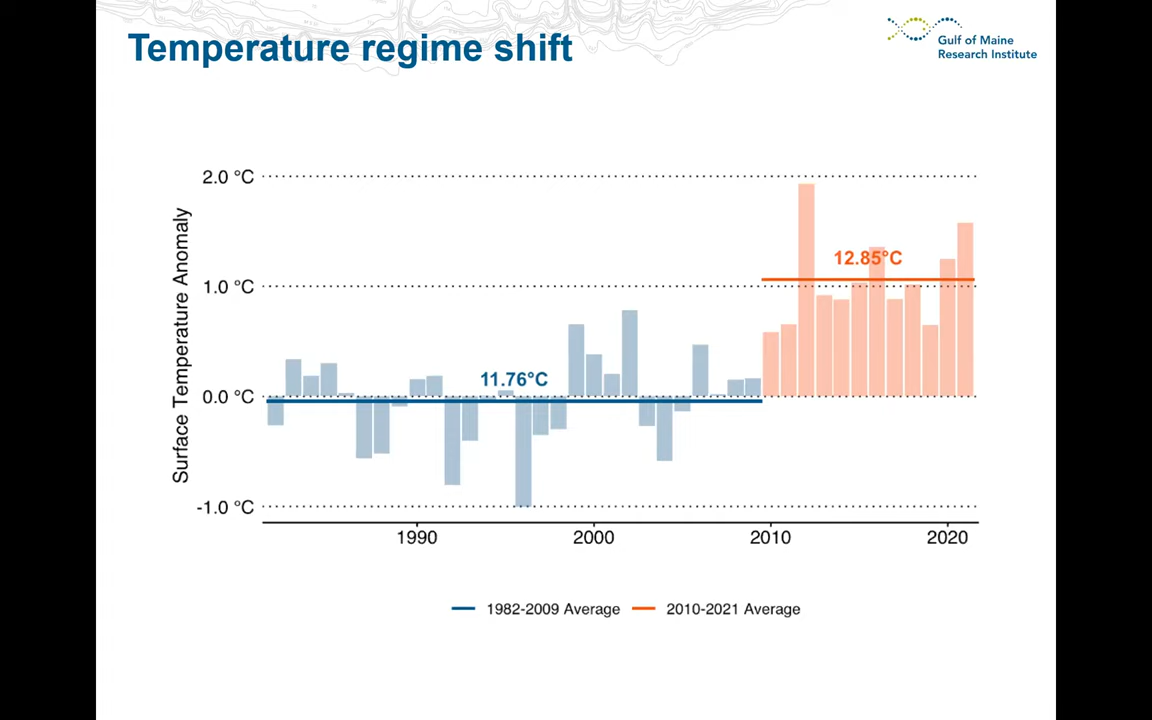 Temperature regime shift
Gulf of Maine
Research Institute
2.0 °C
1.0 °C
0.0 °C
-1.0 °C
Surface Temperature Anomaly
12.85°C
11.76°C
1990
2000
2010
2020
1982-2009 Average
2010-2021 Average